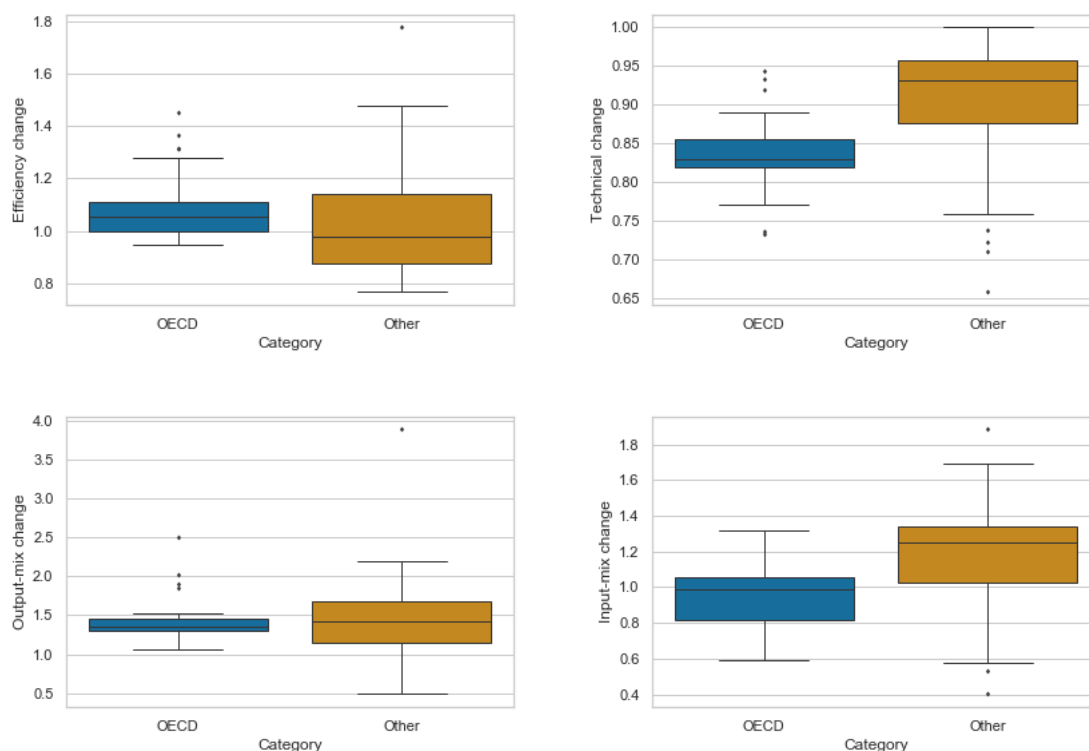 Efficiency change
1.8
1.6
1.4
1.2
1.0
0.8
OECD
Other
Category
Technical change
1.00
0.95
0.90
0.85
0.80
0.75
0.70
0.65
OECD
Other
Category
Output-mix change
4.0
3.5
3.0
2.5
2.0
1.5
1.0
0.5
OECD
Other
Category
Input-mix change
1.8
1.6
1.4
1.2
1.0
0.8
0.6
0.4
OECD
Other
Category